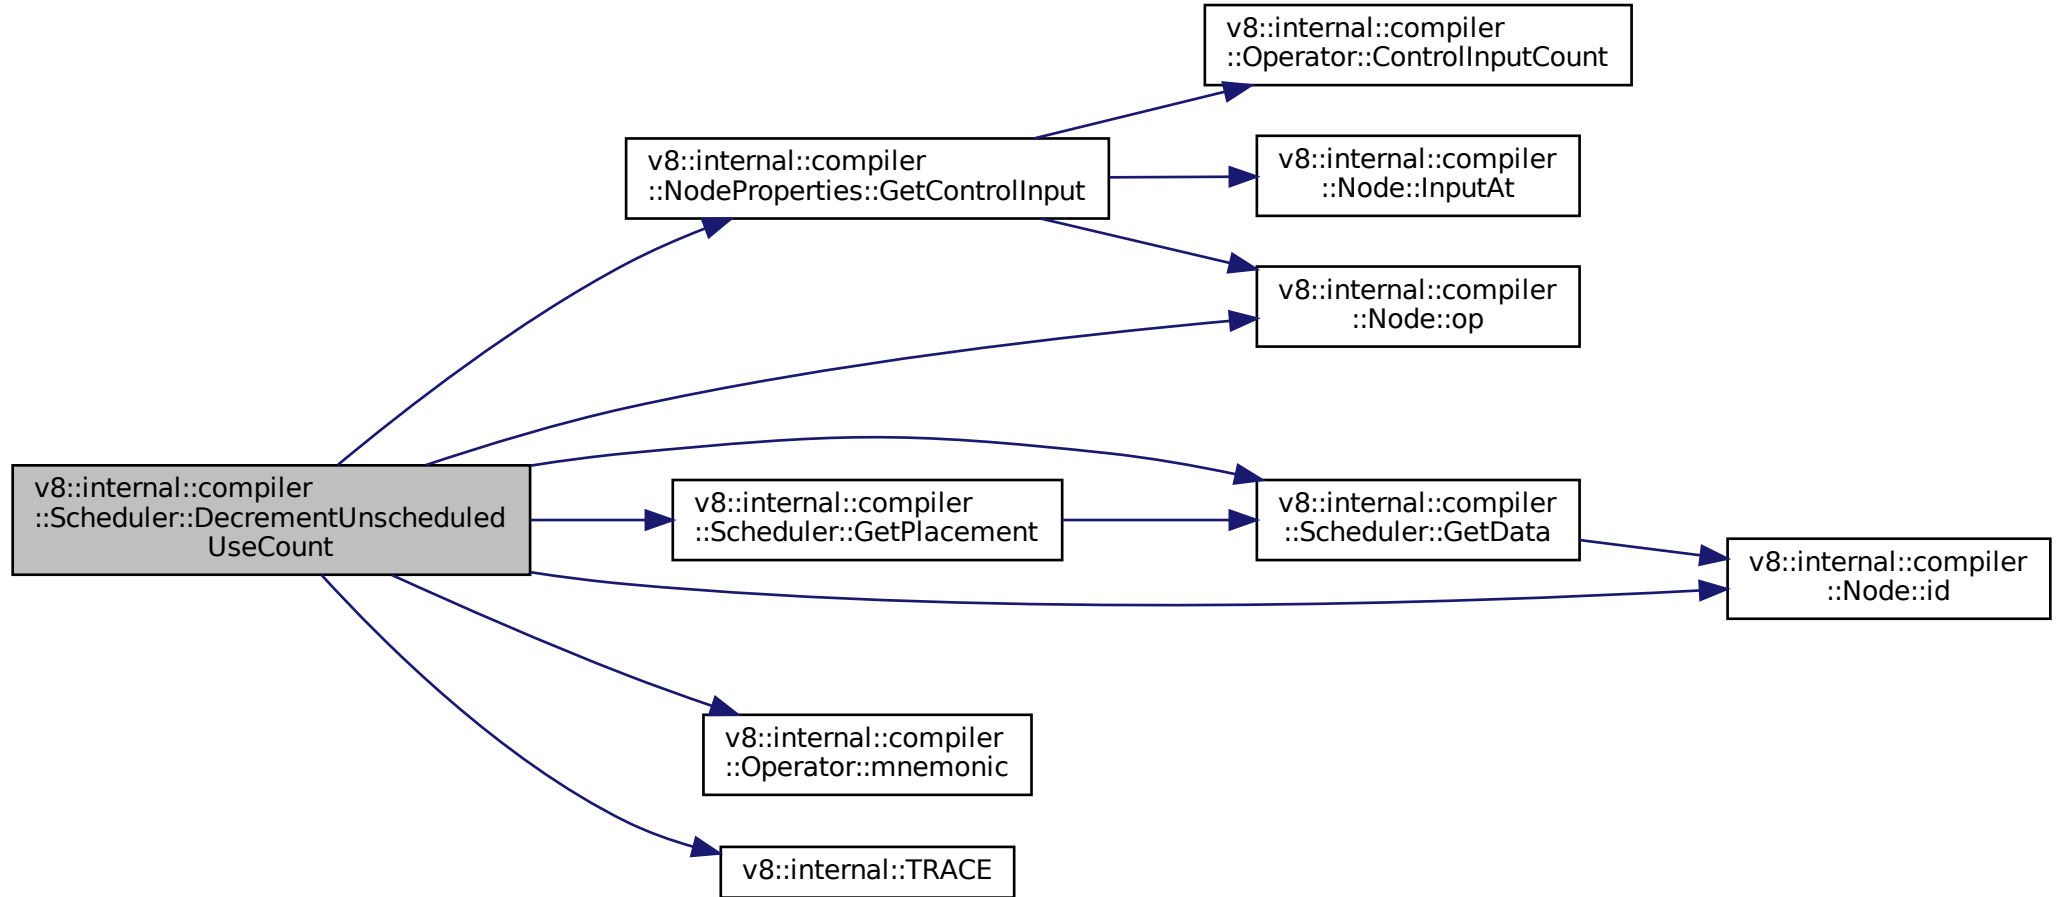 v8::internal::compiler
::Operator::ControlInputCount
v8::internal::compiler
::NodeProperties::GetControlInput
v8::internal::compiler
::Node::InputAt
v8::internal::compiler
::Node::op
v8::internal::compiler
::Scheduler::DecrementUnscheduled
UseCount
v8::internal::compiler
::Scheduler::GetPlacement
v8::internal::compiler
::Scheduler::GetData
v8::internal::compiler
::Node::id
v8::internal::compiler
::Operator::mnemonic
v8::internal::TRACE